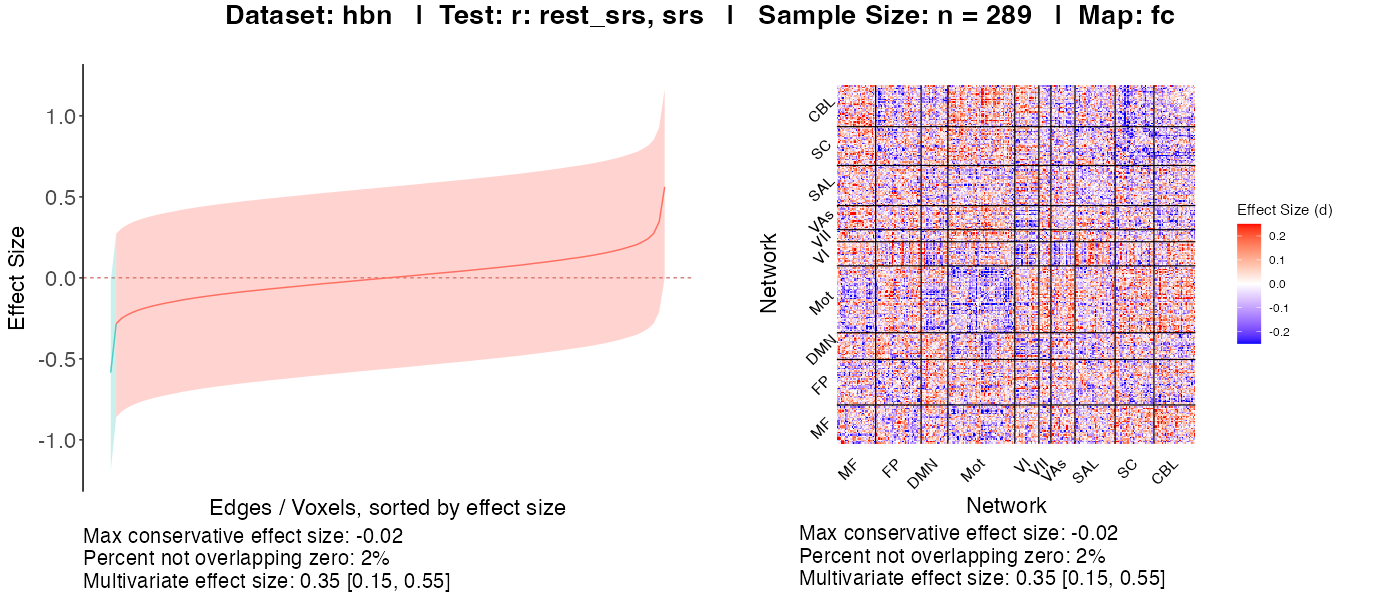 Dataset: hbn | Test: r: rest_srs, srs | Sample Size: n = 289 | Map: fc
Effect Size
1.0
0.5
0.0
-0.5
-1.0
Edges / Voxels, sorted by effect size
Max conservative effect size: -0.02
Percent not overlapping zero: 2%
Multivariate effect size: 0.35 [0.15, 0.55]
Network
CBL
SC
SAL
VAs
VII
VI
Mot
DMN
FP
MF
MF FP DMN Mot VI VII VAs SAL SC CBL
Network
Max conservative effect size: -0.02
Percent not overlapping zero: 2%
Multivariate effect size: 0.35 [0.15, 0.55]
Effect Size (d)
0.2
0.1
0.0
-0.1
-0.2